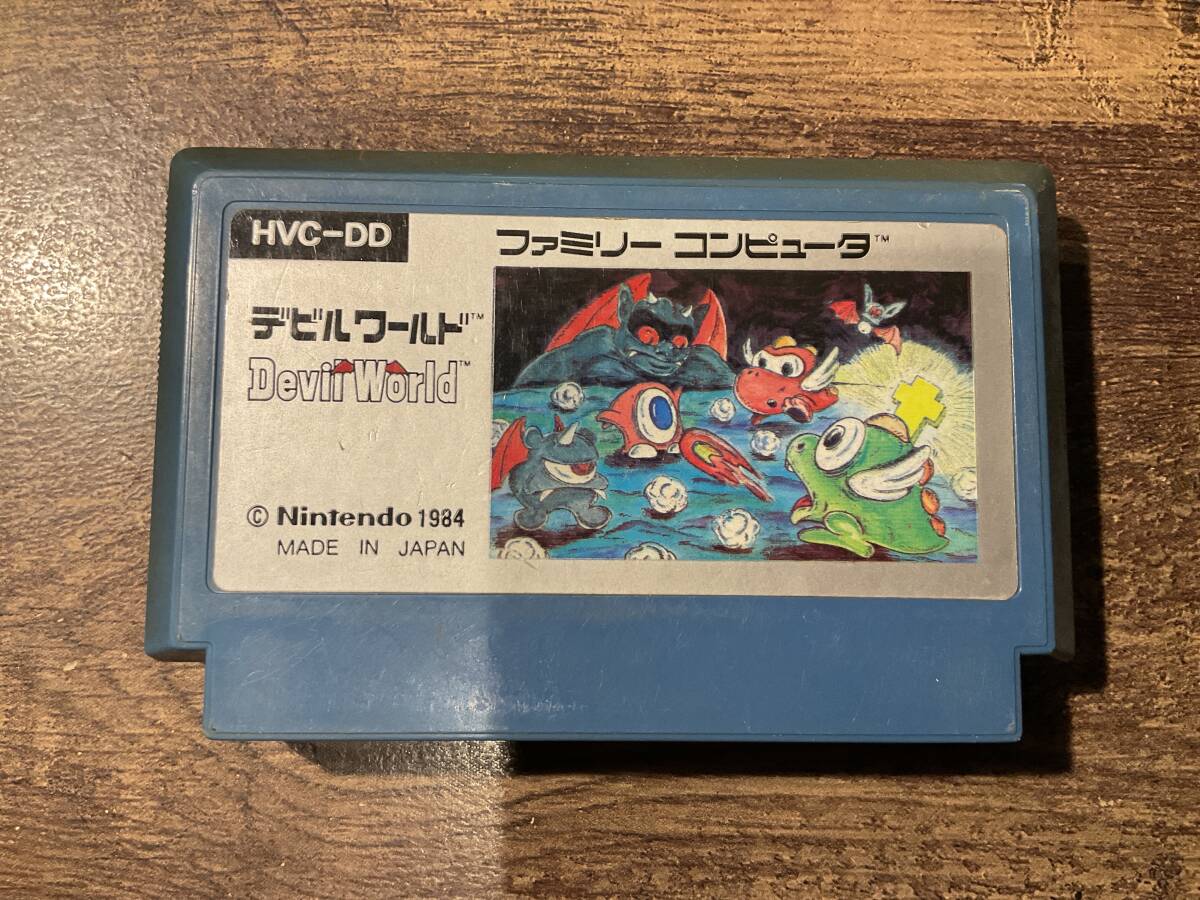 HVC-DD
ファミリー コンピュータ™
デビルワールド™
Devil World™
© Nintendo 1984
MADE IN JAPAN